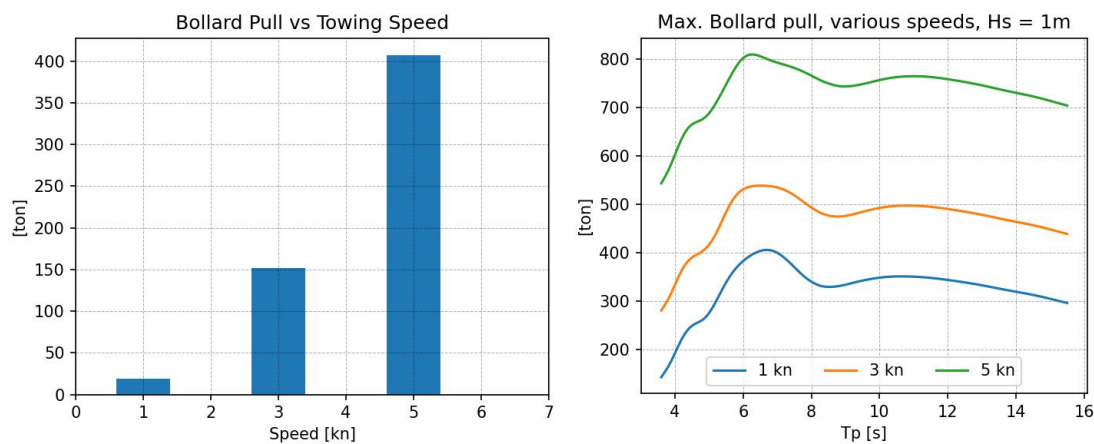 Bollard Pull vs Towing Speed
400
350
300
250
200
150
100
50
0
[ton]
0 1 2 3 4 5 6 7
Speed [kn]
Max. Bollard pull, various speeds, Hs = 1m
800
700
600
500
400
300
200
[ton]
1 kn 3 kn 5 kn
4 6 8 10 12 14 16
Tp [s]